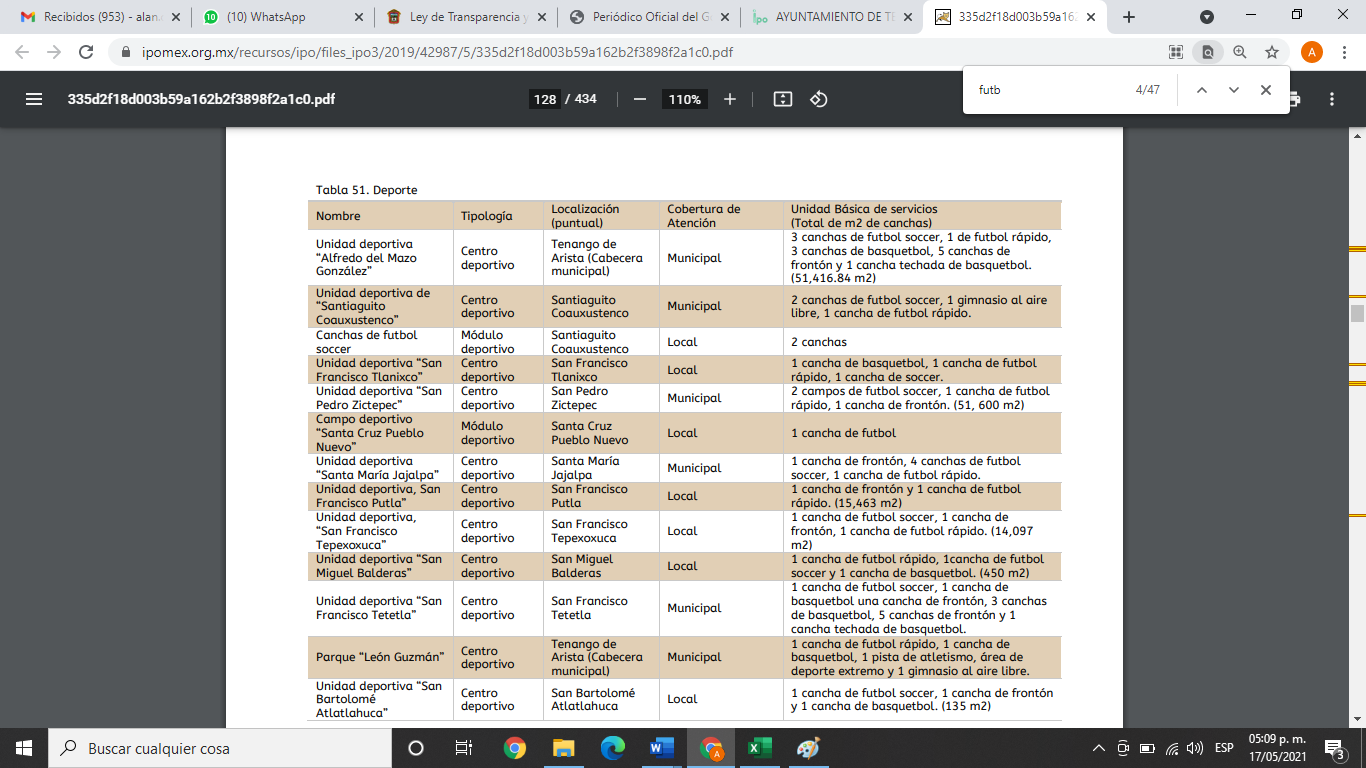 Recibidos (953) - alan.
(10) WhatsApp
Ley de Transparencia y
Periódico Oficial del G
ipo
AYUNTAMIENTO DE TE
335d2f18d003b59a162
ipomex.org.mx/recursos/ipo/files_ipo3/2019/42987/5/335d2f18d003b59a162b2f3898f2a1c0.pdf
A
335d2f18d003b59a162b2f3898f2a1c0.pdf
128 / 434
110%
futb
4/47
Tabla 51. Deporte
Nombre
Tipología
Localización
(puntual)
Cobertura de
Atención
Unidad Básica de servicios
(Total de m2 de canchas)
Unidad deportiva
“Alfredo del Mazo
González”
Centro
deportivo
Tenango de
Arista (Cabecera
municipal)
Municipal
3 canchas de futbol soccer, 1 de futbol rápido,
3 canchas de basquetbol, 5 canchas de
frontón y 1 cancha techada de basquetbol.
(51,416.84 m2)
Unidad deportiva de
“Santiaguito
Coauxustenco”
Centro
deportivo
Santiaguito
Coauxustenco
Municipal
2 canchas de futbol soccer, 1 gimnasio al aire
libre, 1 cancha de futbol rápido.
Canchas de futbol
soccer
Módulo
deportivo
Santiaguito
Coauxustenco
Local
2 canchas
Unidad deportiva “San
Francisco Tlanixco”
Centro
deportivo
San Francisco
Tlanixco
Local
1 cancha de basquetbol, 1 cancha de futbol
rápido, 1 cancha de soccer.
Unidad deportiva “San
Pedro Zictepec”
Centro
deportivo
San Pedro
Zictepec
Municipal
2 campos de futbol soccer, 1 cancha de futbol
rápido, 1 cancha de frontón. (51, 600 m2)
Campo deportivo
“Santa Cruz Pueblo
Nuevo”
Módulo
deportivo
Santa Cruz
Pueblo Nuevo
Local
1 cancha de futbol
Unidad deportiva
“Santa María Jajalpa”
Centro
deportivo
Santa María
Jajalpa
Municipal
1 cancha de frontón, 4 canchas de futbol
soccer, 1 cancha de futbol rápido.
Unidad deportiva, San
Francisco Putla”
Centro
deportivo
San Francisco
Putla
Local
1 cancha de frontón y 1 cancha de futbol
rápido. (15,463 m2)
Unidad deportiva,
“San Francisco
Tepexoxuca”
Centro
deportivo
San Francisco
Tepexoxuca
Local
1 cancha de futbol soccer, 1 cancha de
frontón, 1 cancha de futbol rápido. (14,097
m2)
Unidad deportiva “San
Miguel Balderas”
Centro
deportivo
San Miguel
Balderas
Local
1 cancha de futbol rápido, 1cancha de futbol
soccer y 1 cancha de basquetbol. (450 m2)
Unidad deportiva “San
Francisco Tetetla”
Centro
deportivo
San Francisco
Tetetla
Municipal
1 cancha de futbol soccer, 1 cancha de
basquetbol una cancha de frontón, 3 canchas
de basquetbol, 5 canchas de frontón y 1
cancha techada de basquetbol.
Parque “León Guzmán”
Centro
deportivo
Tenango de
Arista (Cabecera
municipal)
Municipal
1 cancha de futbol rápido, 1 cancha de
basquetbol, 1 pista de atletismo, área de
deporte extremo y 1 gimnasio al aire libre.
Unidad deportiva “San
Bartolomé
Atlatlahuca”
Centro
deportivo
San Bartolomé
Atlatlahuca
Local
1 cancha de futbol soccer, 1 cancha de frontón
y 1 cancha de basquetbol. (135 m2)
Buscar cualquier cosa
ESP
05:09 p. m.
17/05/2021
3